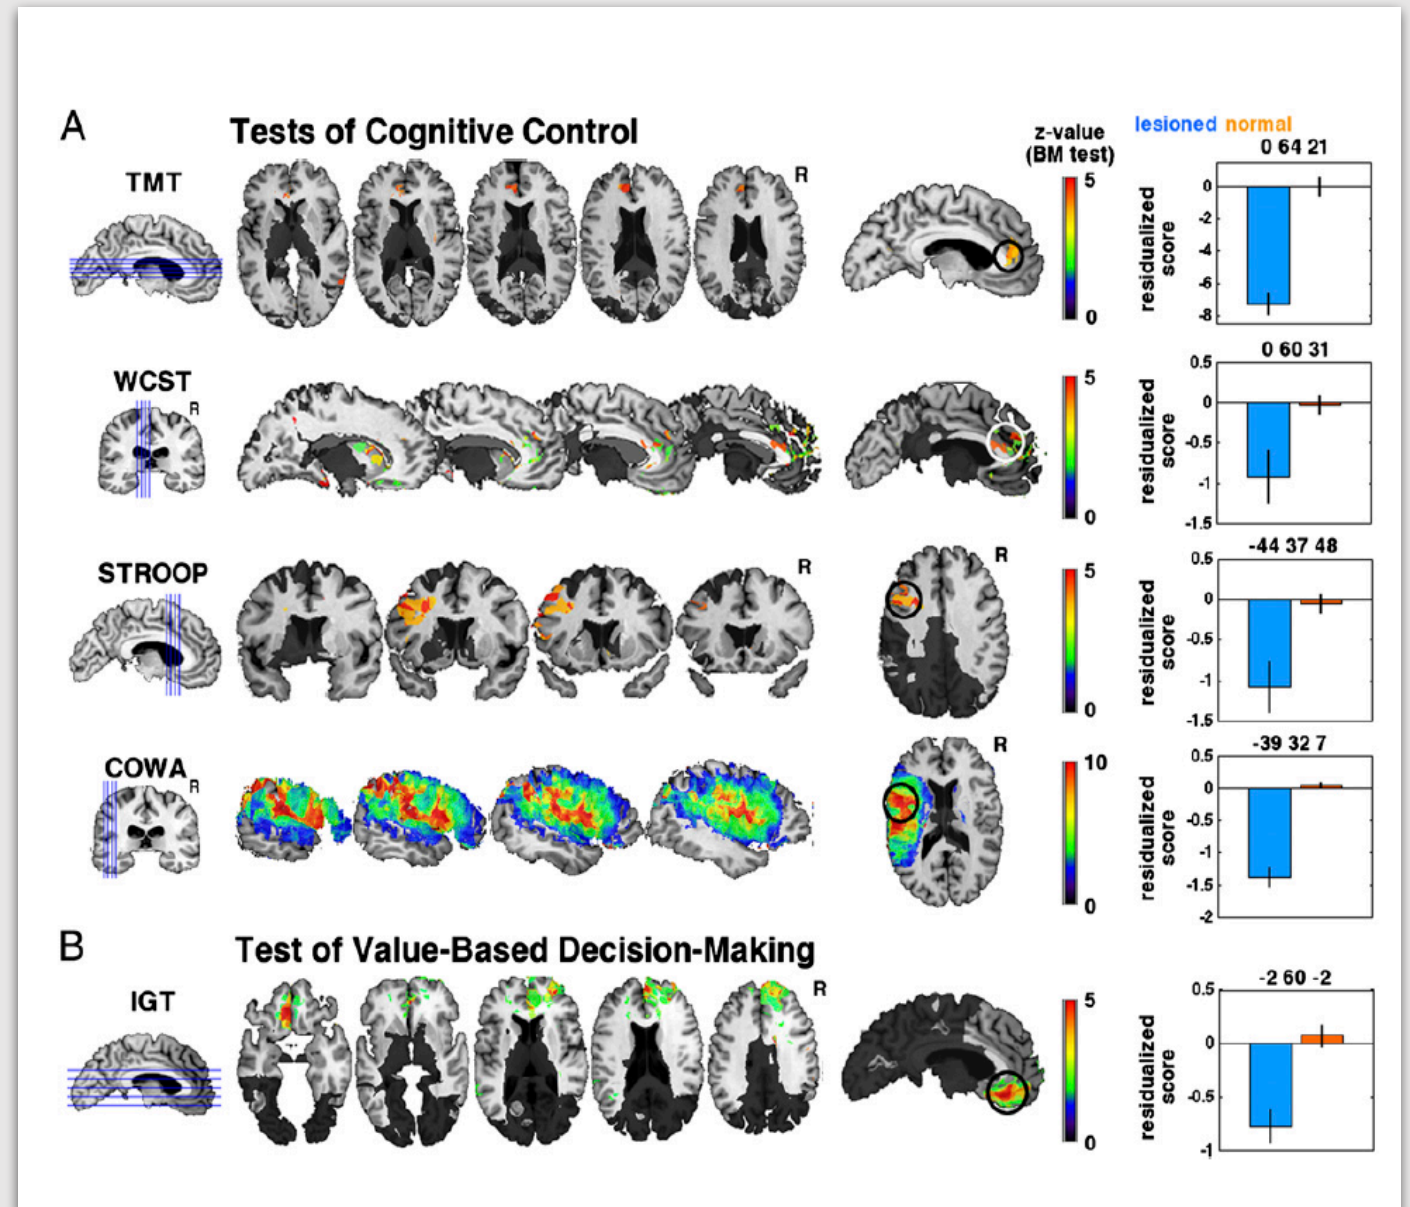 A
Tests of Cognitive Control
z-value
(BM test)
lesioned normal
TMT
R
5
0
0 64 21
residualized
score
0
-2
-4
-6
-8
WCST
R
5
0
0 60 31
residualized
score
0.5
0
-0.5
-1
-1.5
STROOP
R
R
5
0
-44 37 48
residualized
score
0.5
0
-0.5
-1
-1.5
COWA
R
R
10
0
-39 32 7
residualized
score
0.5
0
-0.5
-1
-1.5
-2
B
Test of Value-Based Decision-Making
IGT
R
5
0
-2 60 -2
residualized
score
0.5
0
-0.5
-1